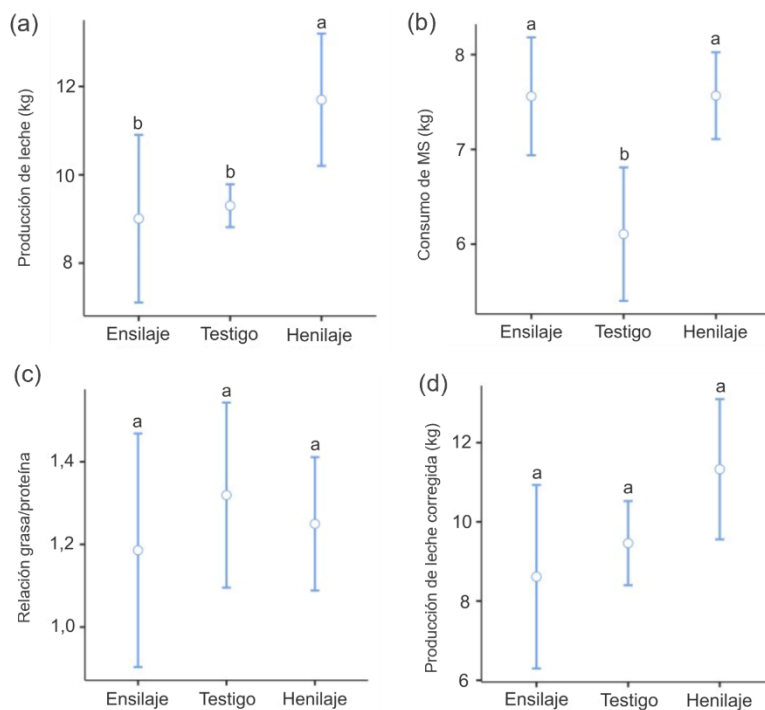 (a)
Producción de leche (kg)
12
10
8
b
b
a
Ensilaje
Testigo
Henilaje
(b)
Consumo de MS (kg)
8
7
6
a
b
a
Ensilaje
Testigo
Henilaje
(c)
Relación grasa/proteína
1,4
1,2
1,0
a
a
a
Ensilaje
Testigo
Henilaje
(d)
Producción de leche corregida (kg)
12
10
8
6
a
a
a
Ensilaje
Testigo
Henilaje